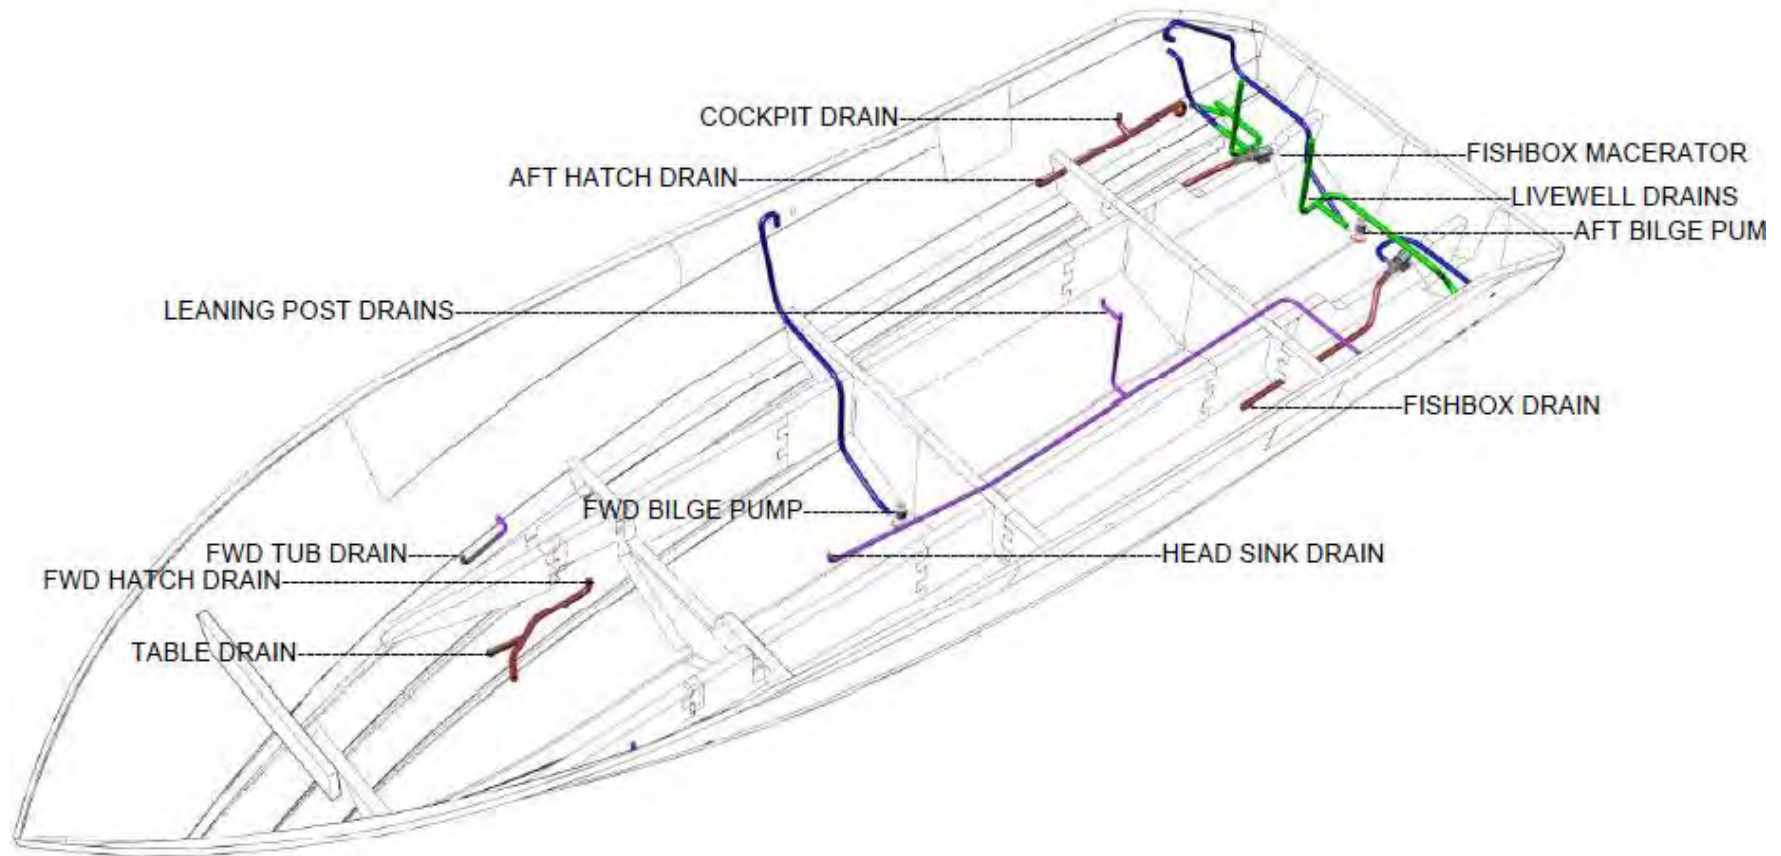 COCKPIT DRAIN
FISHBOX MACERATOR
AFT HATCH DRAIN
LIVEWELL DRAINS
AFT BILGE PUM
LEANING POST DRAINS
FISHBOX DRAIN
FWD BILGE PUMP
FWD TUB DRAIN
HEAD SINK DRAIN
FWD HATCH DRAIN
TABLE DRAIN